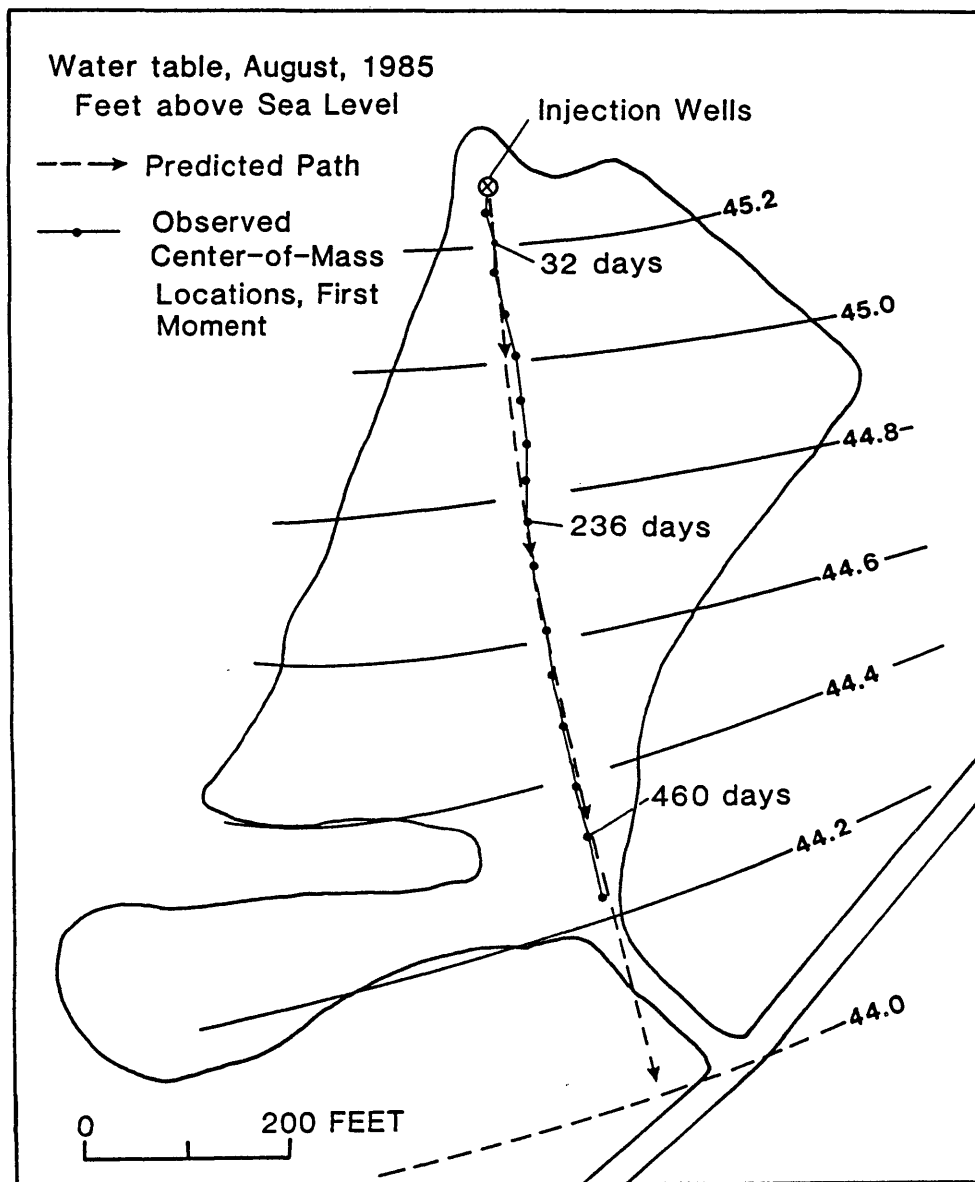 Water table, August, 1985
Feet above Sea Level
Injection Wells
Predicted Path
Observed
Center-of-Mass
Locations, First
Moment
45.2
32 days
45.0
44.8
236 days
44.6
44.4
460 days
44.2
44.0
0 200 FEET